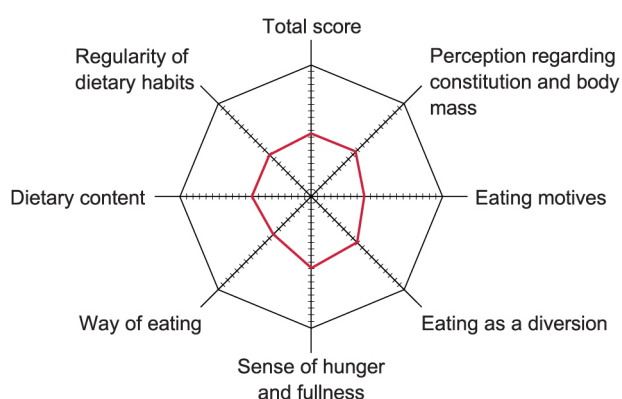 Total score
Perception regarding
constitution and body
mass
Eating motives
Eating as a diversion
Sense of hunger
and fullness
Way of eating
Dietary content
Regularity of
dietary habits